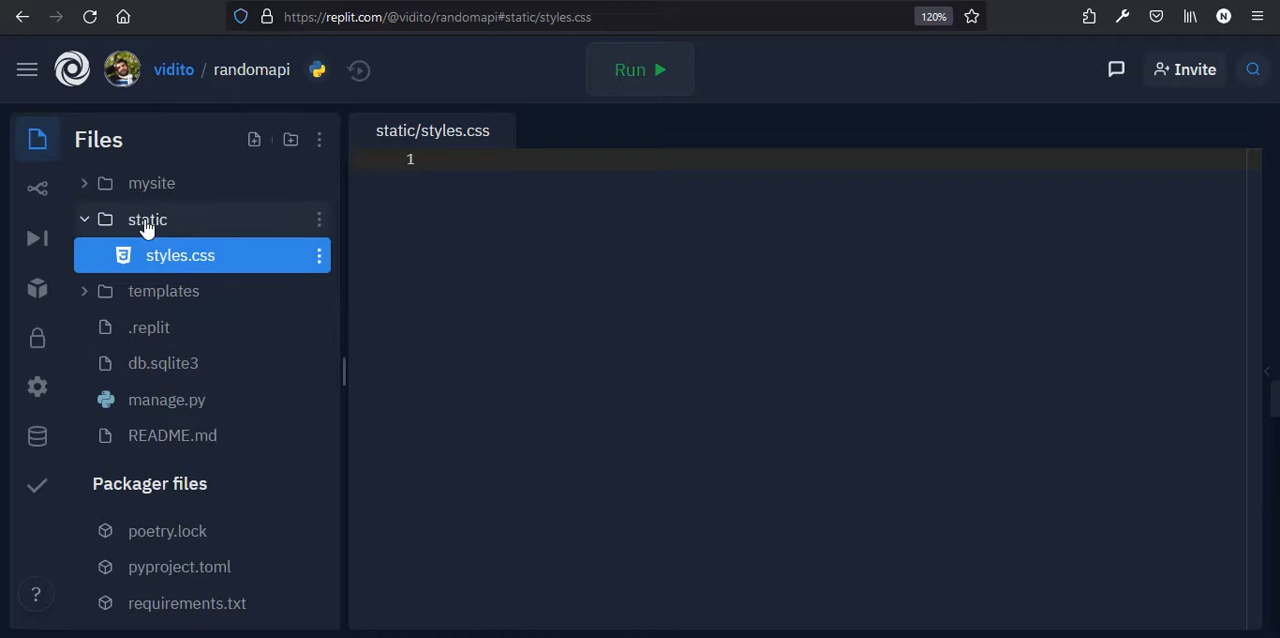 https://replit.com/@vidito/randomapi#static/styles.css
120%
N
vidito / randomapi
Run
Invite
Files
static/styles.css
1
mysite
static
styles.css
templates
.replit
db.sqlite3
manage.py
README.md
Packager files
poetry.lock
pyproject.toml
?
requirements.txt